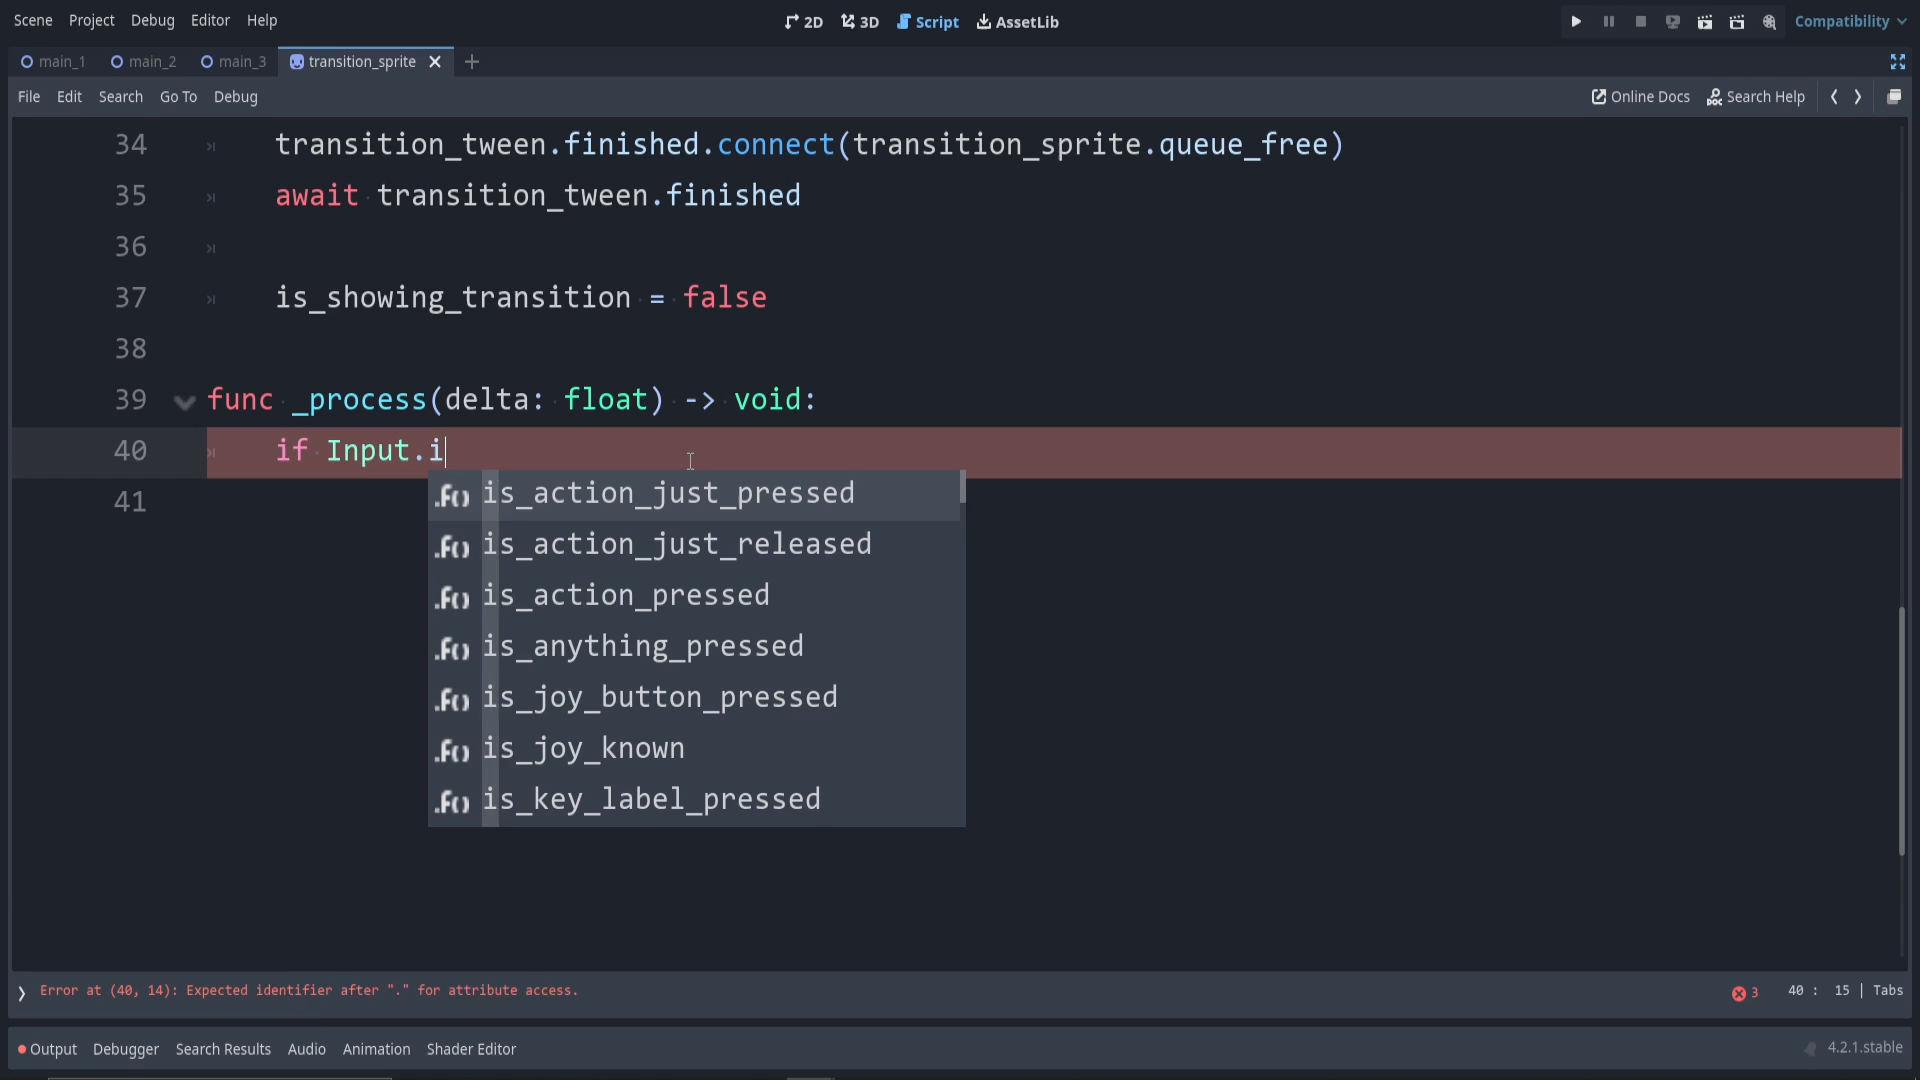 Scene Project Debug Editor Help 2D 3D Script AssetLib Compatibility
main_1 main_2 main_3 transition_sprite
File Edit Search Go To Debug Online Docs Search Help
34 transition_tween.finished.connect(transition_sprite.queue_free)
35 await transition_tween.finished
36
37 is_showing_transition = false
38
39 func _process(delta: float) -> void:
40 if Input.i
.f() is_action_just_pressed
41
.f() is_action_just_released
.f() is_action_pressed
.f() is_anything_pressed
.f() is_joy_button_pressed
.f() is_joy_known
.f() is_key_label_pressed
Error at (40, 14): Expected identifier after "." for attribute access. 3 40 : 15 | Tabs
Output Debugger Search Results Audio Animation Shader Editor 4.2.1.stable